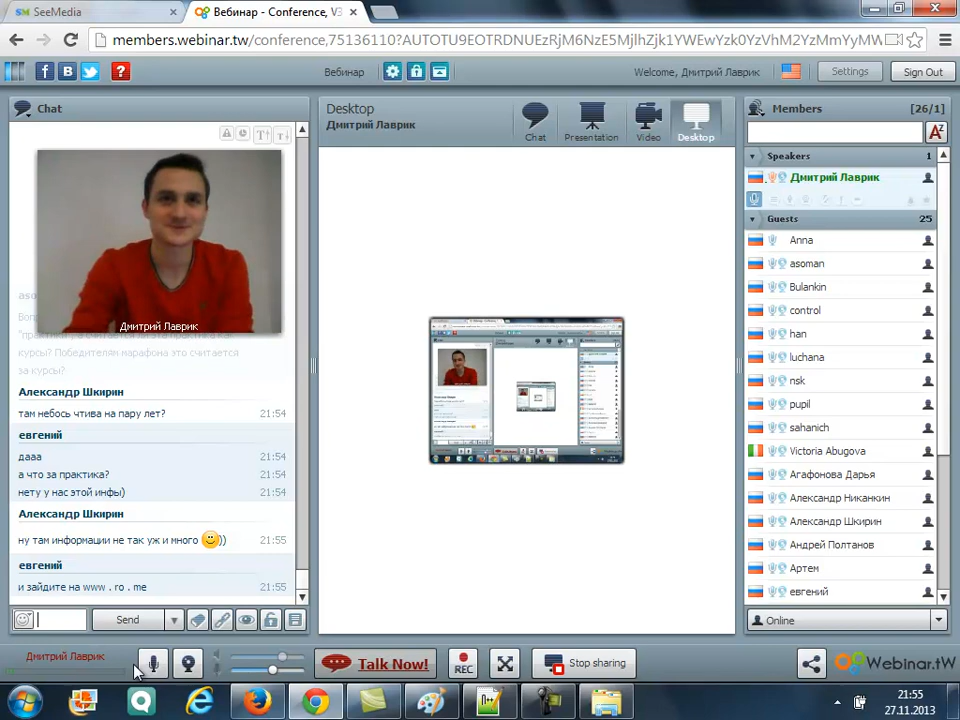 SeeMedia
Вебинар - Conference, V3
members.webinar.tw/conference,75136110?AUTOTU9EOTRDNUEzRjM6NzE5MjlhZjk1YWEwYzk0YzVhM2YzMmYyMW
Вебинар
Welcome, Дмитрий Лаврик
Settings
Sign Out
Chat
Дмитрий Лаврик
курсы? Победителям марафона это считается
за курсы?
Александр Шкирин
там небось чтива на пару лет? 21:54
евгений
дааа 21:54
а что за практика? 21:54
нету у нас этой инфы) 21:54
Александр Шкирин
ну там информации не так уж и много )) 21:55
евгений
и зайдите на www . ro . me 21:55
Send
Desktop
Дмитрий Лаврик
Chat
Presentation
Video
Desktop
Members [26/1]
Speakers 1
Дмитрий Лаврик
Guests 25
Anna
asoman
Bulankin
control
han
luchana
nsk
pupil
sahanich
Victoria Abugova
Агафонова Дарья
Александр Никанкин
Александр Шкирин
Андрей Полтанов
Артем
евгений
Online
Дмитрий Лаврик
Talk Now!
REC
Stop sharing
Webinar.tW
21:55
27.11.2013